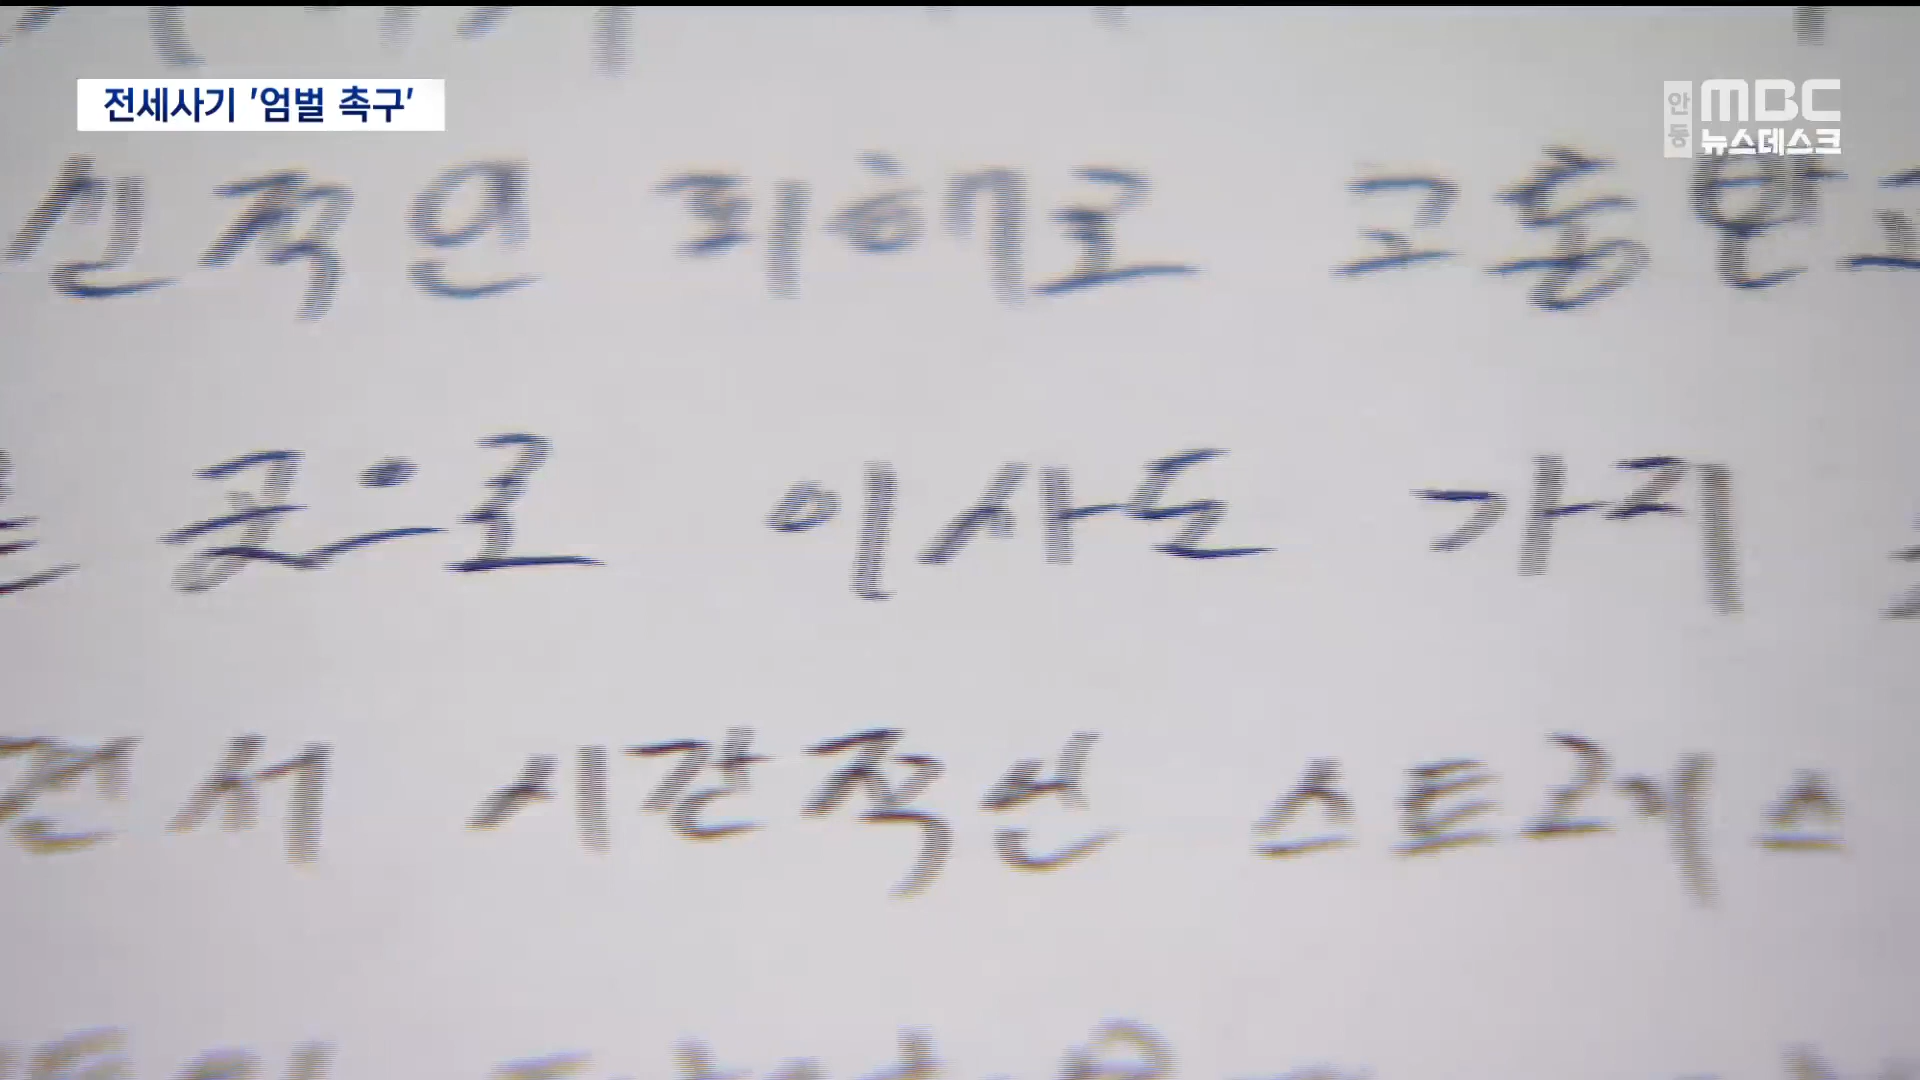 전세사기 '엄벌 촉구'
안동 MBC
뉴스데스크
신적인 피해로 고통받고
곳으로 이사도 가지
전서 시간적인 스트레스